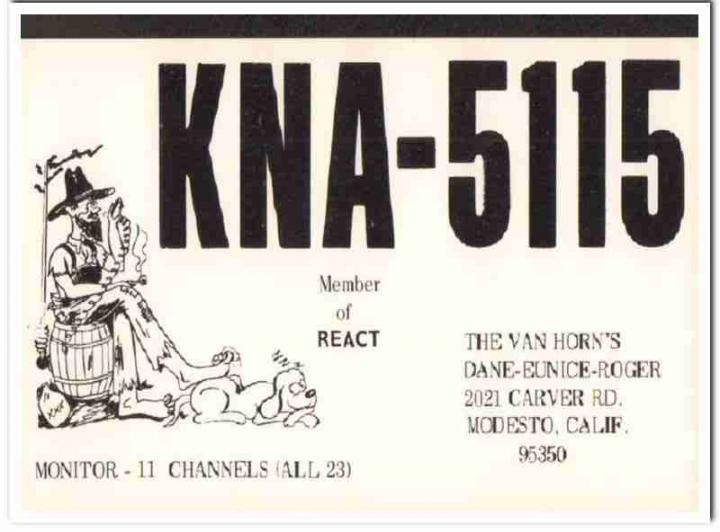 KNA-5115
Member
of
REACT
THE VAN HORN'S
DANE-EUNICE-ROGER
2021 CARVER RD.
MODESTO, CALIF.
95350
XXX
MONITOR - 11 CHANNELS (ALL 23)